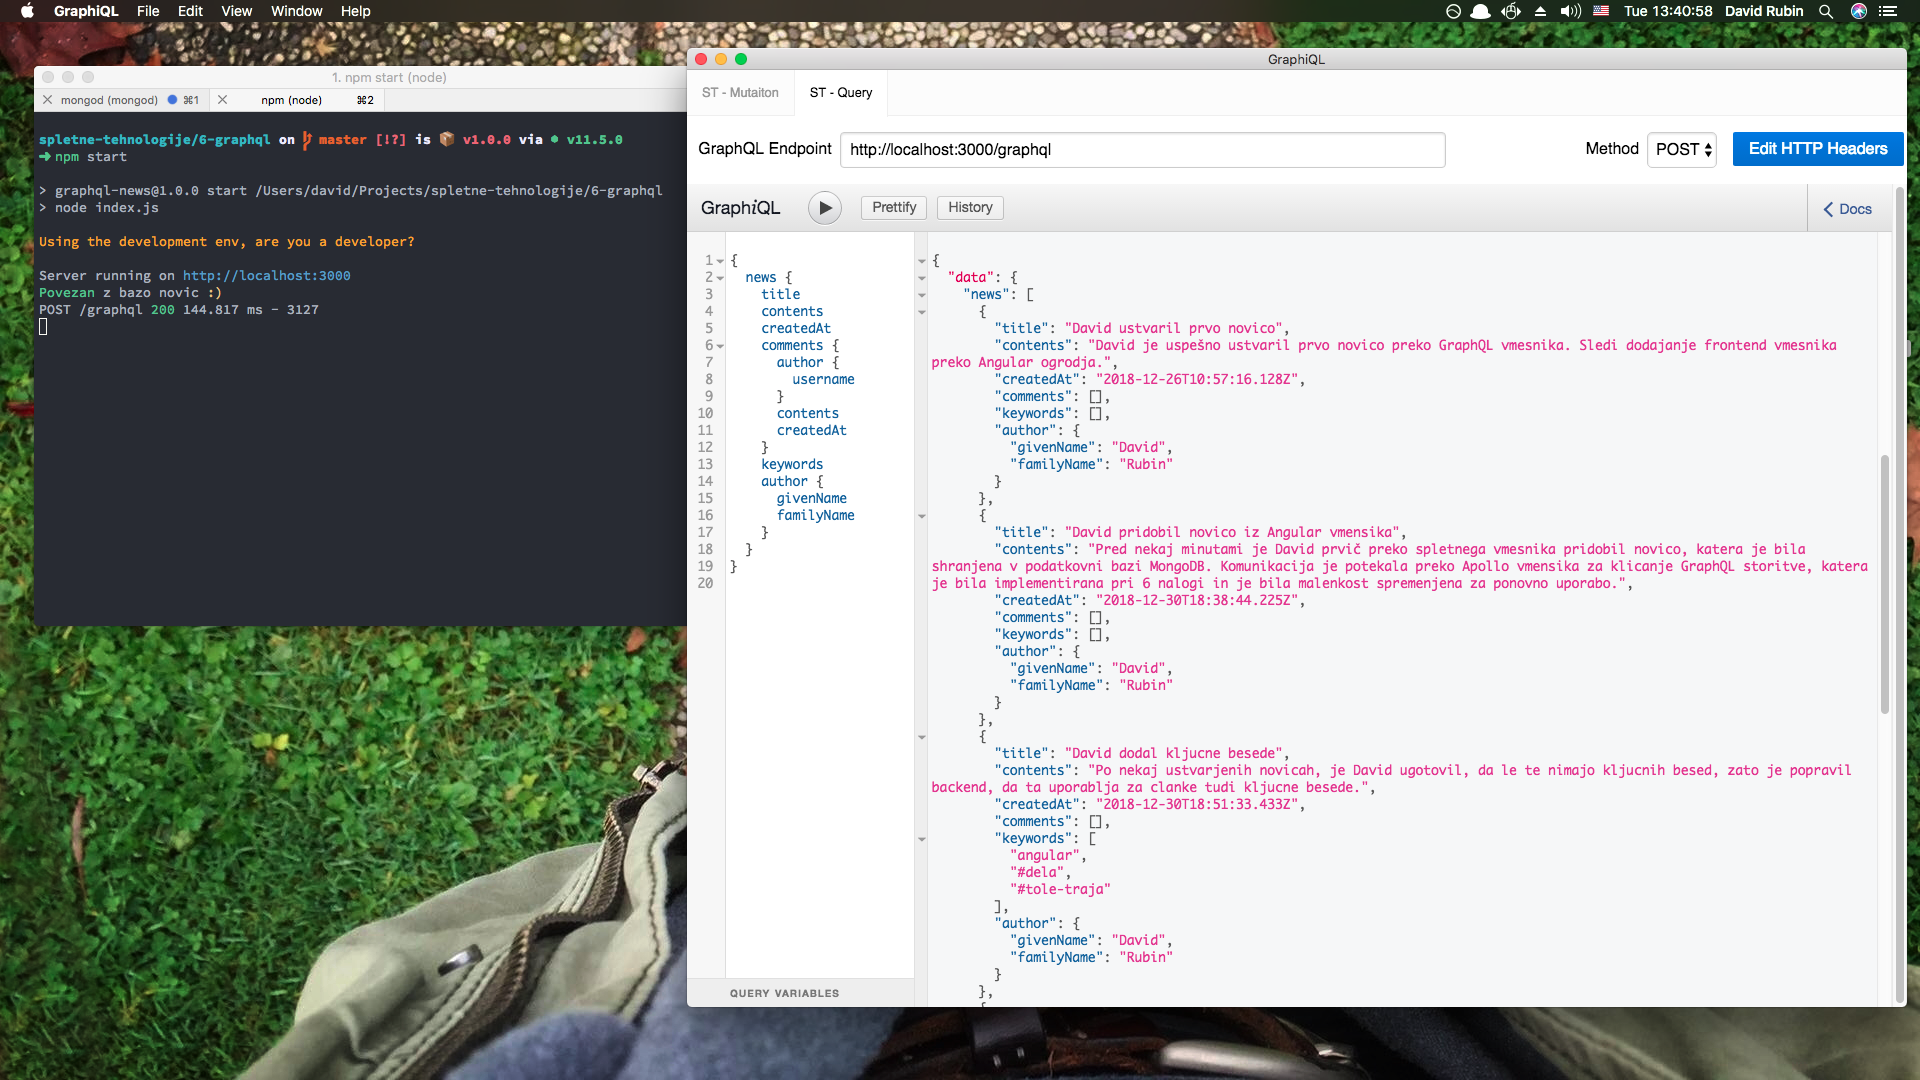 GraphiQL File Edit View Window Help
Tue 13:40:58 David Rubin
1. npm start (node)
mongod (mongod) ⌘1 npm (node) ⌘2
spletne-tehnologije/6-graphql on master [!?] is 📦 v1.0.0 via ● v11.5.0
➜ npm start
> graphql-news@1.0.0 start /Users/david/Projects/spletne-tehnologije/6-graphql
> node index.js
Using the development env, are you a developer?
Server running on http://localhost:3000
Povezan z bazo novic :)
POST /graphql 200 144.817 ms - 3127
GraphiQL
ST - Mutaiton ST - Query
GraphQL Endpoint http://localhost:3000/graphql Method POST Edit HTTP Headers
GraphiQL Prettify History Docs
1 {
2 news {
3 title
4 contents
5 createdAt
6 comments {
7 author {
8 username
9 }
10 contents
11 createdAt
12 }
13 keywords
14 author {
15 givenName
16 familyName
17 }
18 }
19 }
20
QUERY VARIABLES
{
"data": {
"news": [
{
"title": "David ustvaril prvo novico",
"contents": "David je uspešno ustvaril prvo novico preko GraphQL vmesnika. Sledi dodajanje frontend vmesnika
preko Angular ogrodja.",
"createdAt": "2018-12-26T10:57:16.128Z",
"comments": [],
"keywords": [],
"author": {
"givenName": "David",
"familyName": "Rubin"
}
},
{
"title": "David pridobil novico iz Angular vmensika",
"contents": "Pred nekaj minutami je David prvič preko spletnega vmesnika pridobil novico, katera je bila
shranjena v podatkovni bazi MongoDB. Komunikacija je potekala preko Apollo vmensika za klicanje GraphQL storitve, katera
je bila implementirana pri 6 nalogi in je bila malenkost spremenjena za ponovno uporabo.",
"createdAt": "2018-12-30T18:38:44.225Z",
"comments": [],
"keywords": [],
"author": {
"givenName": "David",
"familyName": "Rubin"
}
},
{
"title": "David dodal kljucne besede",
"contents": "Po nekaj ustvarjenih novicah, je David ugotovil, da le te nimajo kljucnih besed, zato je popravil
backend, da ta uporablja za clanke tudi kljucne besede.",
"createdAt": "2018-12-30T18:51:33.433Z",
"comments": [],
"keywords": [
"angular",
"#dela",
"#tole-traja"
],
"author": {
"givenName": "David",
"familyName": "Rubin"
}
},